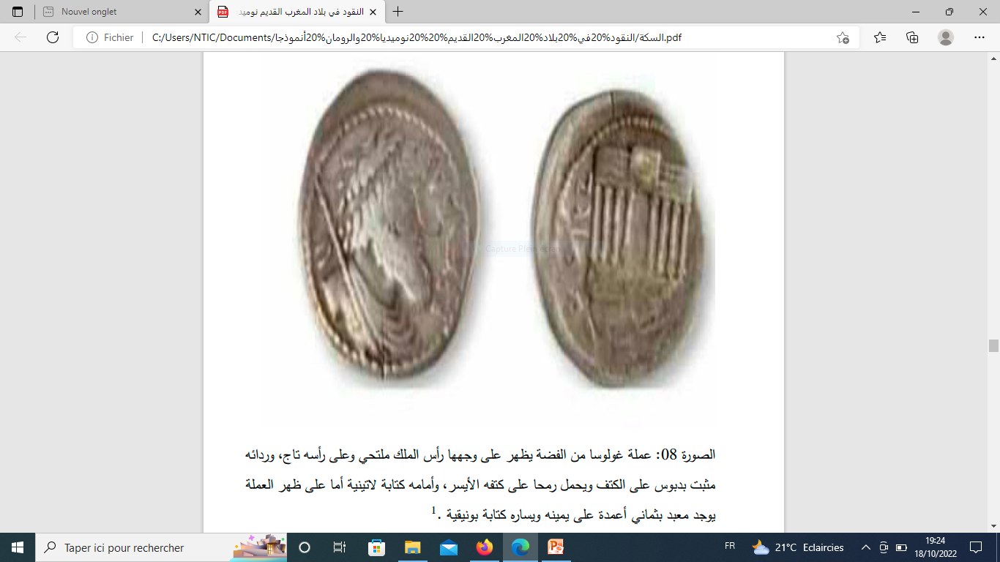 Nouvel onglet
النقود في بلاد المغرب القديم نوميد
Fichier
C:/Users/NTIC/Documents/السكة/النقود%20في%20بلاد%20المغرب%20القديم%20%20نوميديا%20والرومان%20أنموذجا.pdf
الصورة 08: عملة غولوسا من الفضة يظهر على وجهها رأس الملك ملتحي وعلى رأسه تاج، وردائه
مثبت بدبوس على الكتف ويحمل رمحا على كتفه الأيسر، وأمامه كتابة لاتينية أما على ظهر العملة
يوجد معبد بثماني أعمدة على يمينه ويساره كتابة بونيقية .1
Taper ici pour rechercher
FR
21°C Eclaircies
19:24
18/10/2022